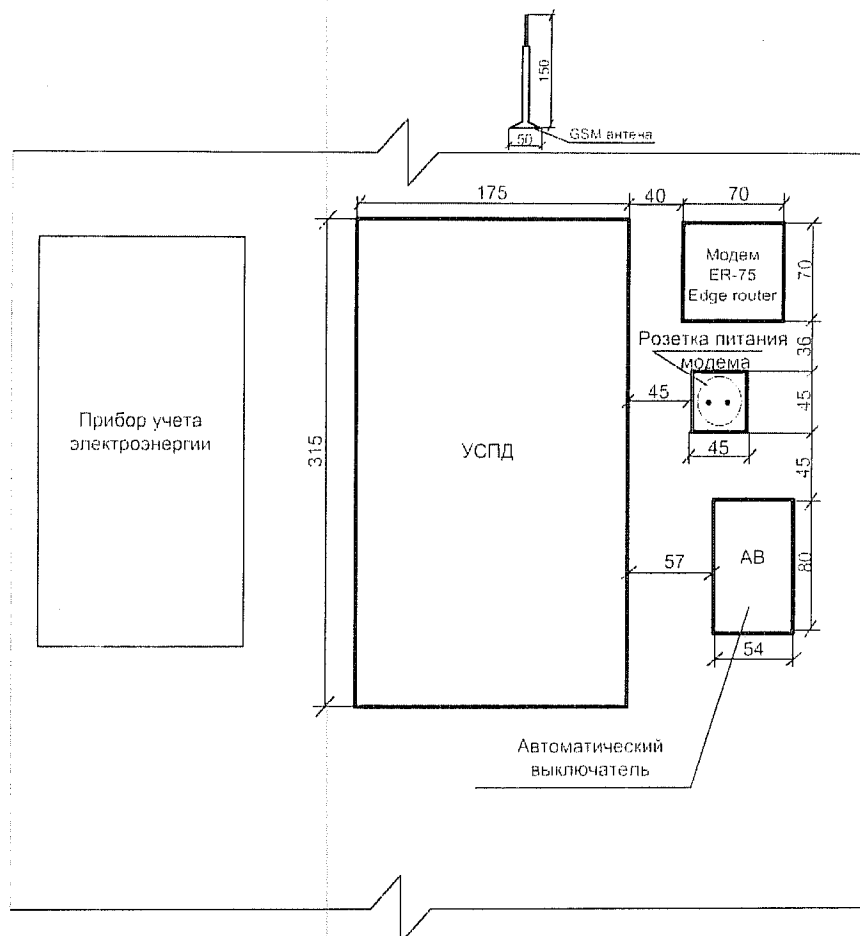 150
50
GSM антена
175
40
70
Модем
ER-75
Edge router
70
Розетка питания
модема
36
45
45
45
45
Прибор учета
электроэнергии
315
УСПД
57
АВ
80
54
Автоматический
выключатель